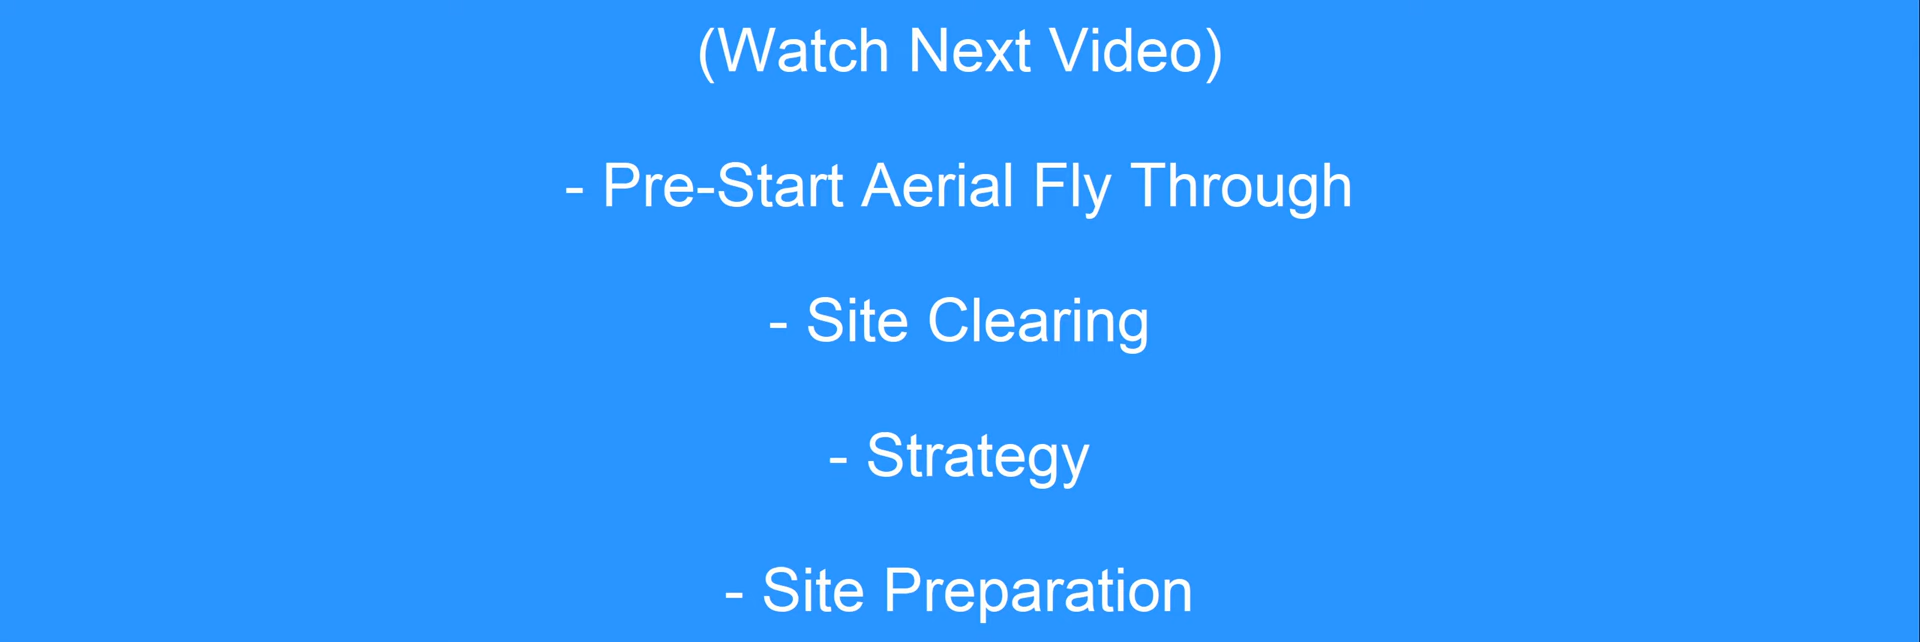 (Watch Next Video)
- Pre-Start Aerial Fly Through
- Site Clearing
- Strategy
- Site Preparation